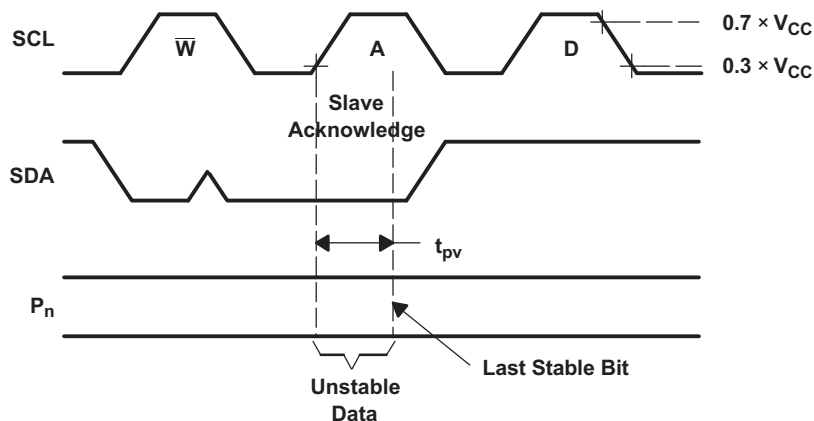 SCL
W̅
A
D
0.7 × VCC
0.3 × VCC
Slave
Acknowledge
SDA
tpv
Pn
Last Stable Bit
Unstable
Data